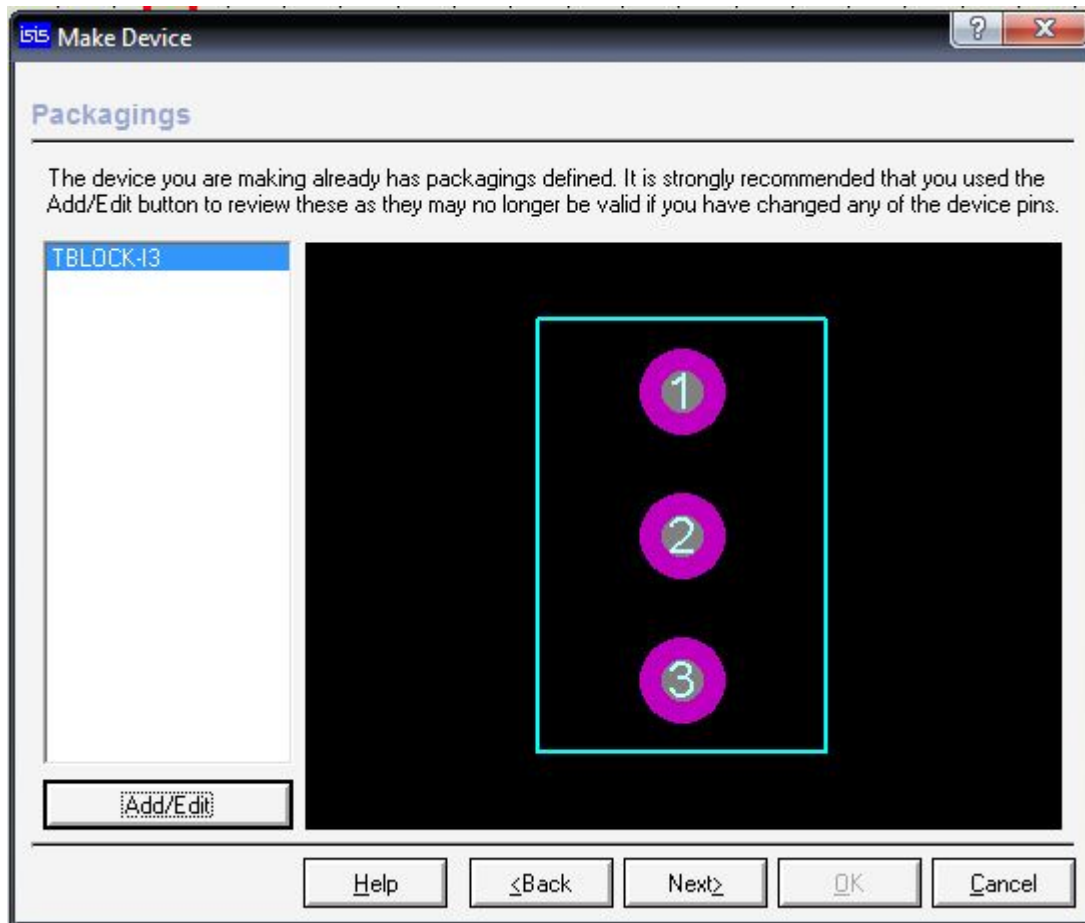 isis Make Device
Packagings
The device you are making already has packagings defined. It is strongly recommended that you used the
Add/Edit button to review these as they may no longer be valid if you have changed any of the device pins.
TBLOCK-I3
1
2
3
Add/Edit
Help
<Back
Next>
OK
Cancel